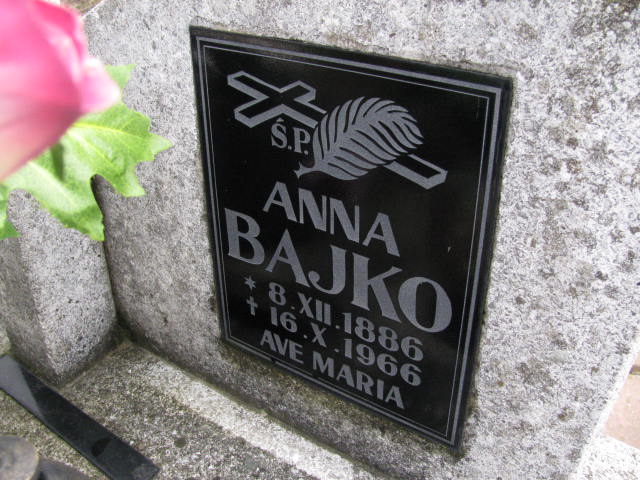 Ś.P.
ANNA
BAJKO
* 8.XII.1886
✝ 16.X.1966
AVE MARIA